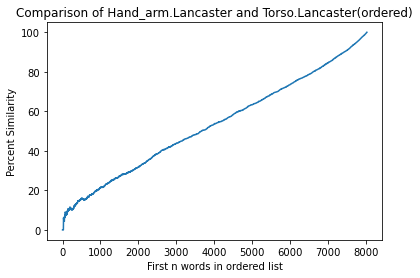 Comparison of Hand_arm.Lancaster and Torso.Lancaster(ordered)
100
80
60
40
20
0
Percent Similarity
0 1000 2000 3000 4000 5000 6000 7000 8000
First n words in ordered list